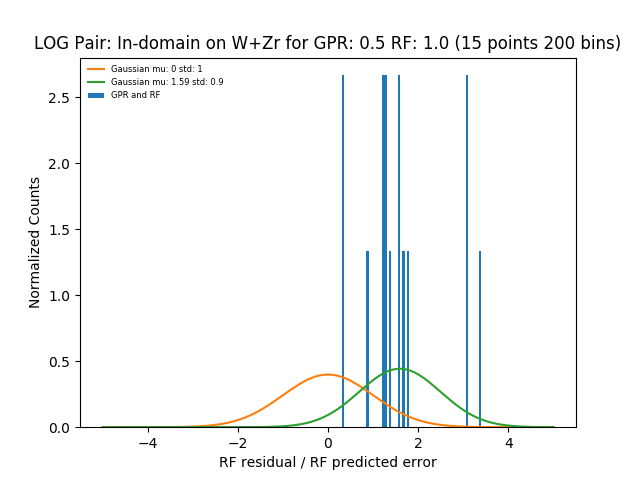 LOG Pair: In-domain on W+Zr for GPR: 0.5 RF: 1.0 (15 points 200 bins)
Gaussian mu: 0 std: 1
Gaussian mu: 1.59 std: 0.9
GPR and RF
Normalized Counts
2.5
2.0
1.5
1.0
0.5
0.0
−4
−2
0
2
4
RF residual / RF predicted error